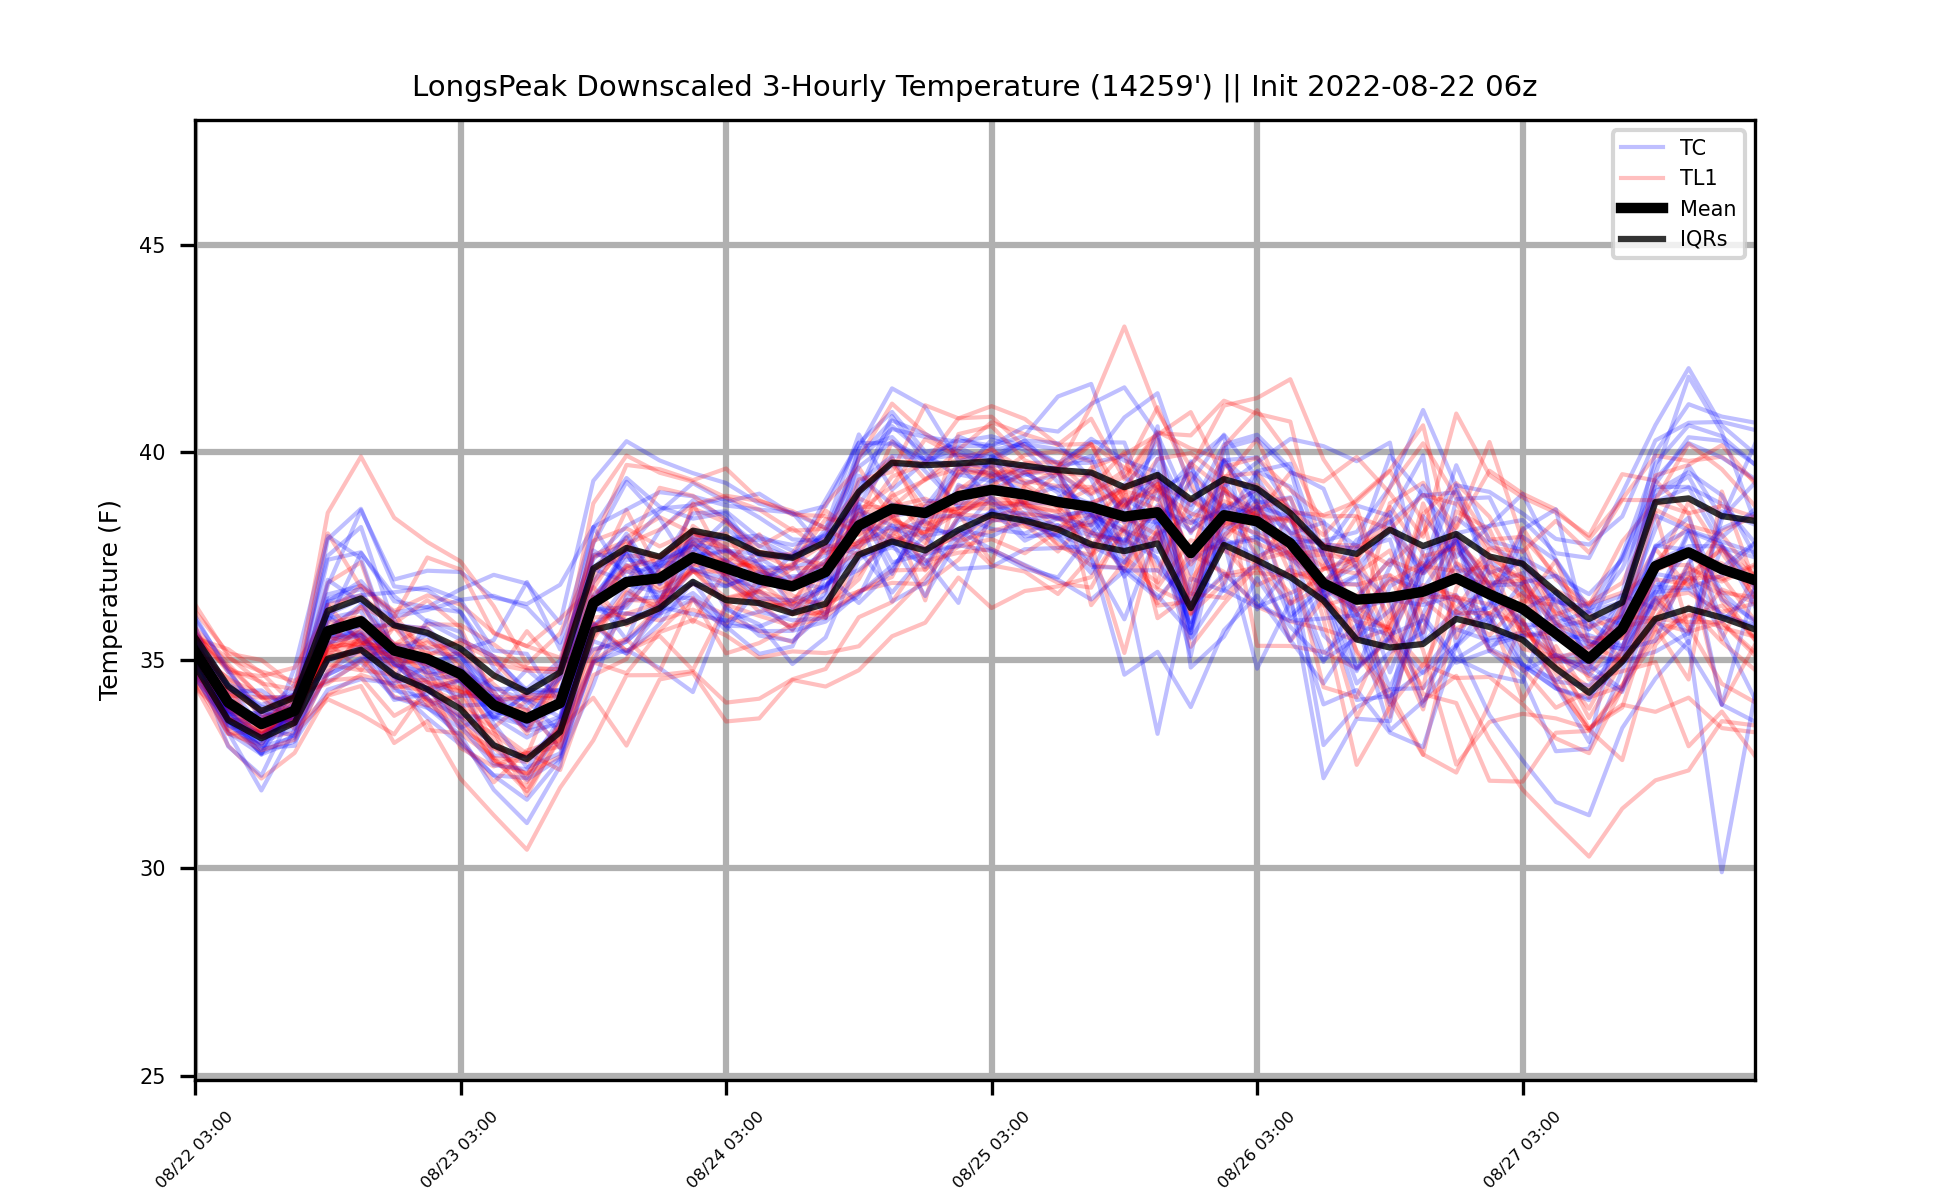 LongsPeak Downscaled 3-Hourly Temperature (14259') || Init 2022-08-22 06z
TC
TL1
Mean
IQRs
Temperature (F)
45
40
35
30
25
08/22 03:00
08/23 03:00
08/24 03:00
08/25 03:00
08/26 03:00
08/27 03:00